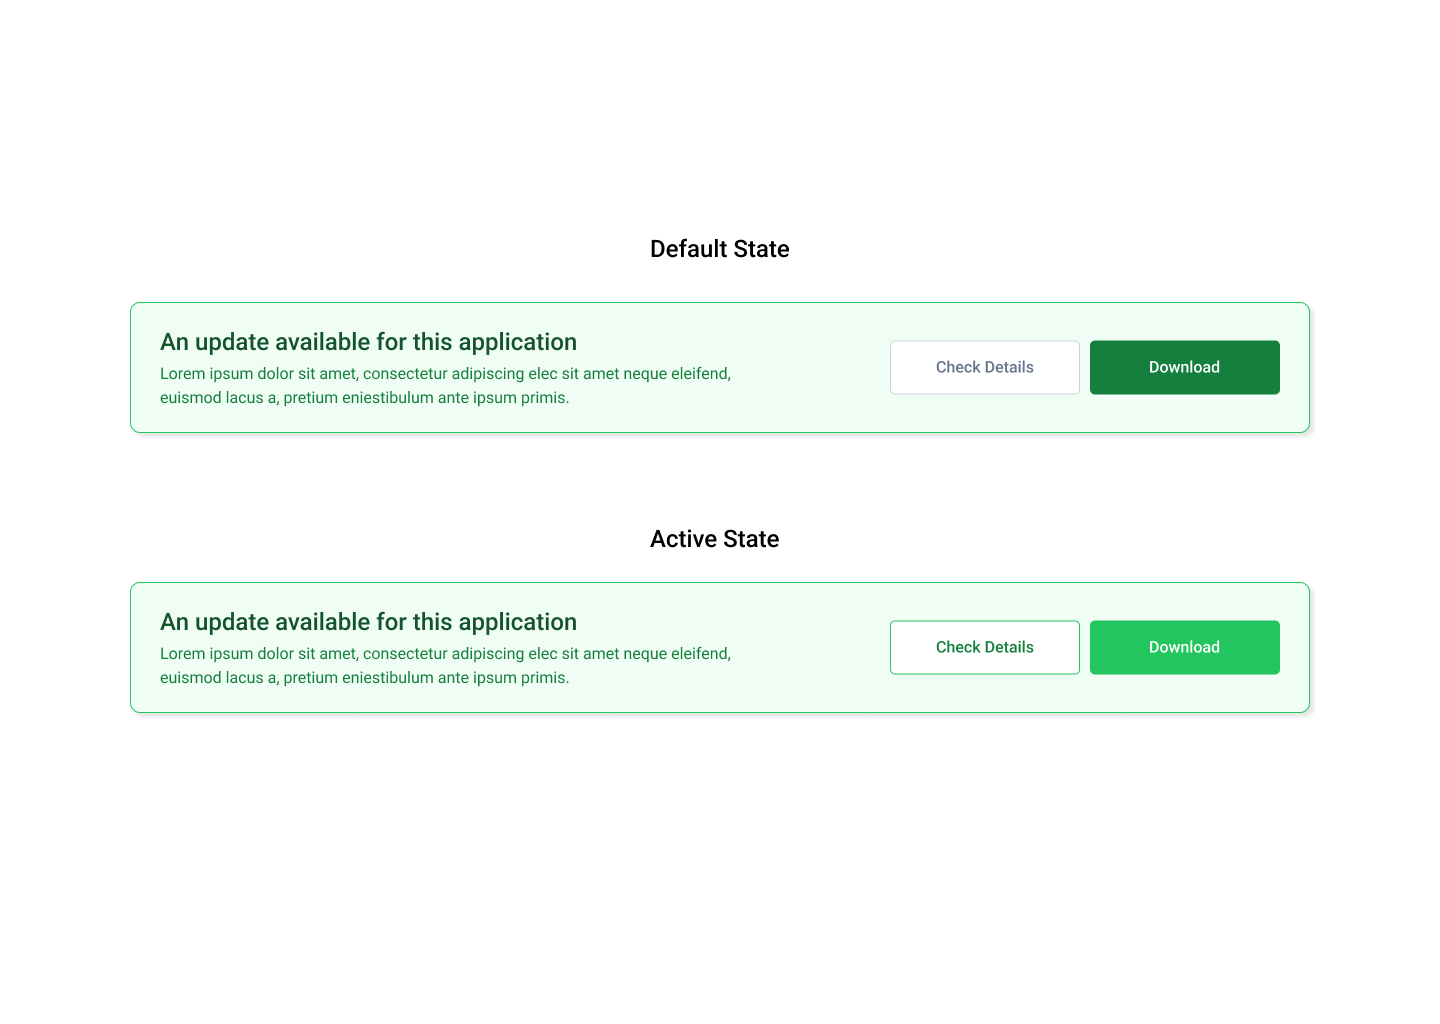 Default State
An update available for this application
Lorem ipsum dolor sit amet, consectetur adipiscing elec sit amet neque eleifend,
euismod lacus a, pretium eniestibulum ante ipsum primis.
Check Details
Download
Active State
An update available for this application
Lorem ipsum dolor sit amet, consectetur adipiscing elec sit amet neque eleifend,
euismod lacus a, pretium eniestibulum ante ipsum primis.
Check Details
Download